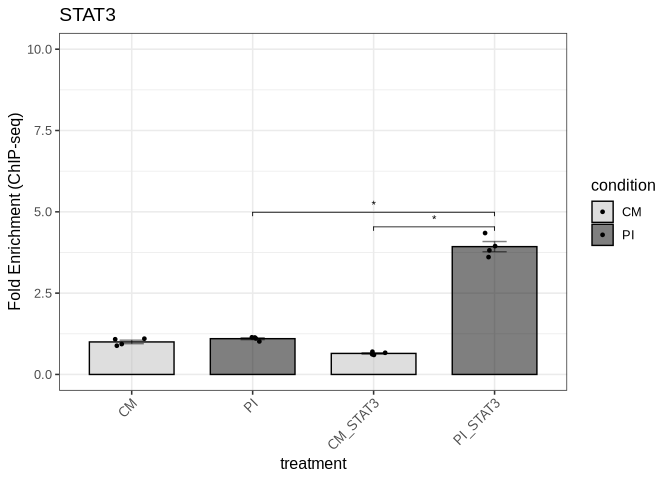 STAT3
Fold Enrichment (ChIP-seq)
10.0
7.5
5.0
2.5
0.0
*
*
CM
PI
CM_STAT3
PI_STAT3
treatment
condition
CM
PI